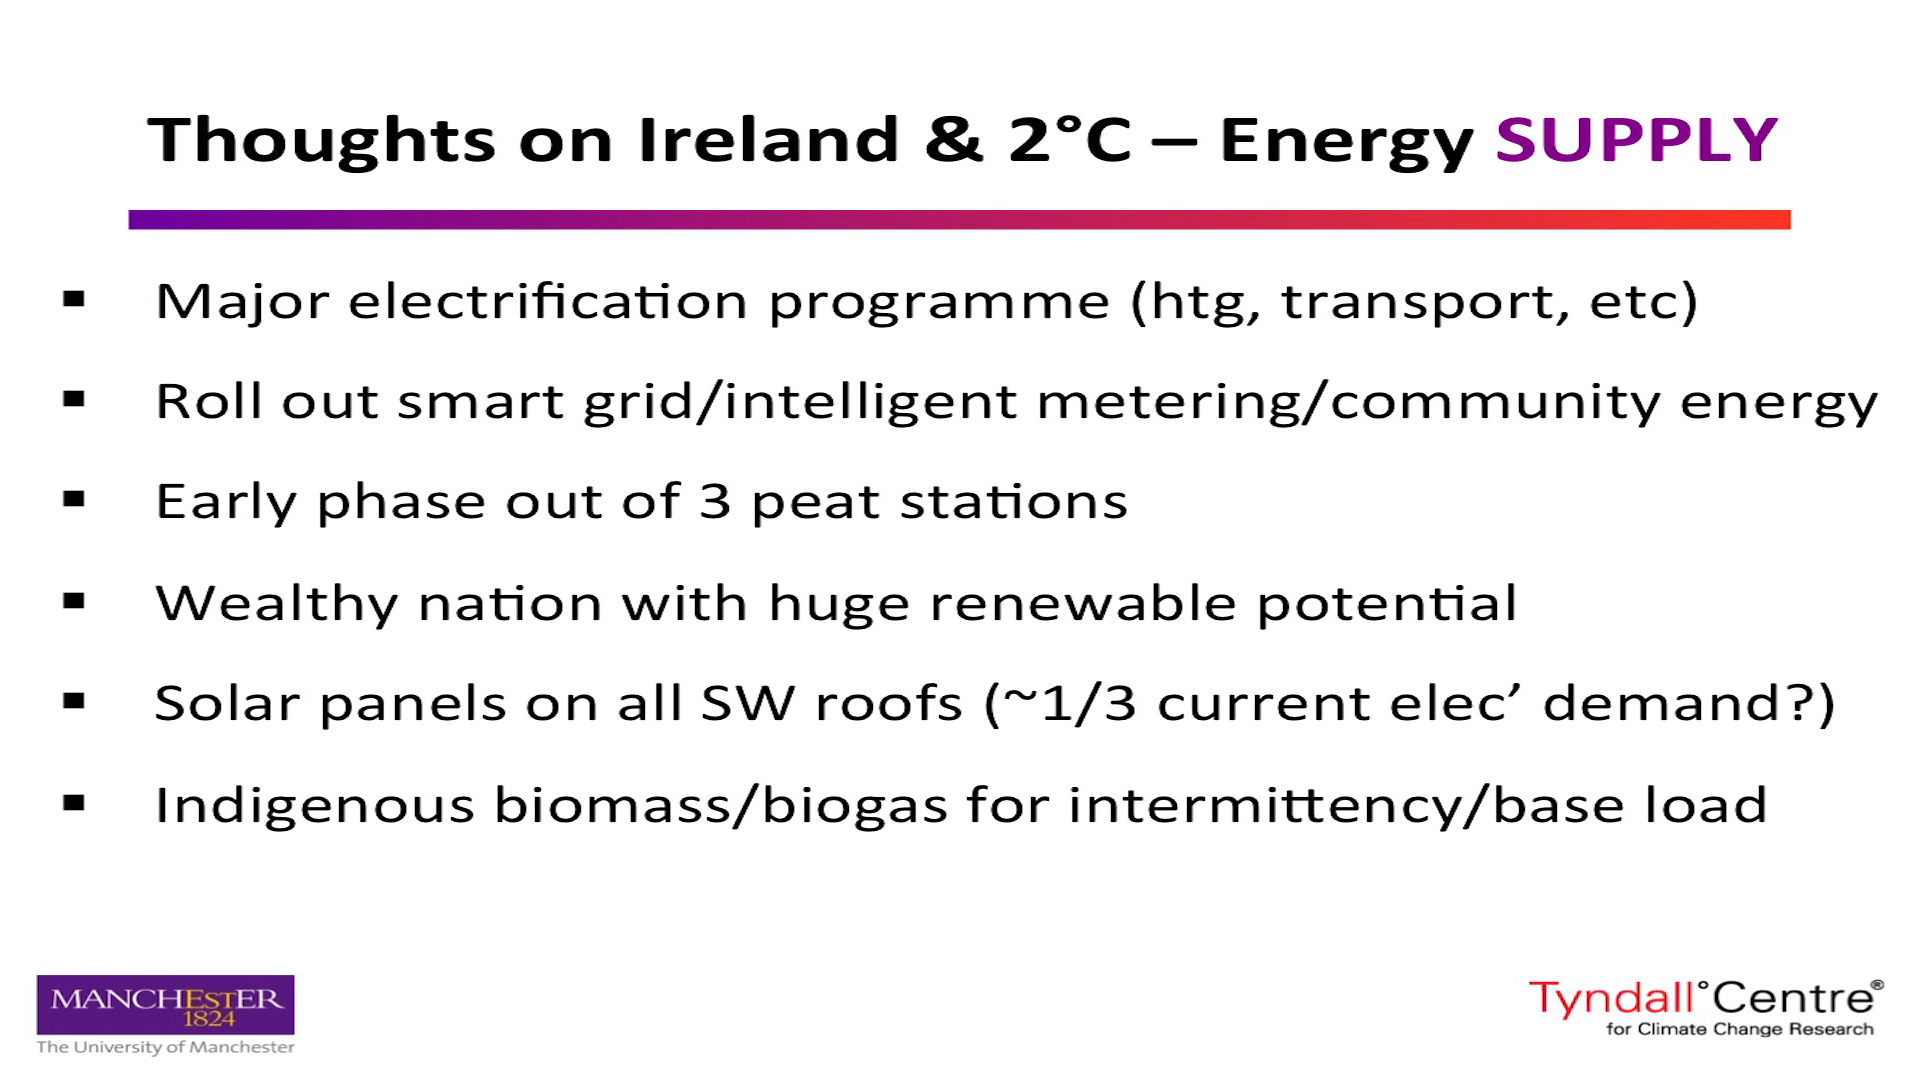 Thoughts on Ireland & 2°C – Energy SUPPLY
▪ Major electrification programme (htg, transport, etc)
▪ Roll out smart grid/intelligent metering/community energy
▪ Early phase out of 3 peat stations
▪ Wealthy nation with huge renewable potential
▪ Solar panels on all SW roofs (~1/3 current elec’ demand?)
▪ Indigenous biomass/biogas for intermittency/base load
MANCHESTER
1824
The University of Manchester
Tyndall°Centre®
for Climate Change Research